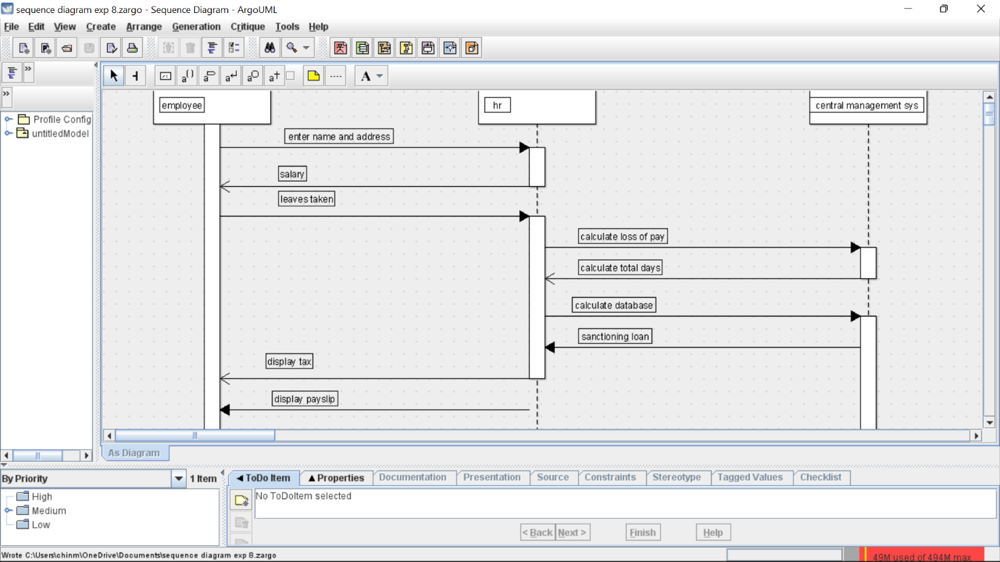 sequence diagram exp 8.zargo - Sequence Diagram - ArgoUML
File Edit View Create Arrange Generation Critique Tools Help
a() a a a a† A
Profile Config
untitledModel
employee
hr
central management sys
enter name and address
salary
leaves taken
calculate loss of pay
calculate total days
calculate database
sanctioning loan
display tax
display payslip
As Diagram
By Priority
1 Item
High
Medium
Low
ToDo Item Properties Documentation Presentation Source Constraints Stereotype Tagged Values Checklist
No ToDoItem selected
< Back Next > Finish Help
Wrote C:\Users\chinm\OneDrive\Documents\sequence diagram exp 8.zargo
49M used of 494M max